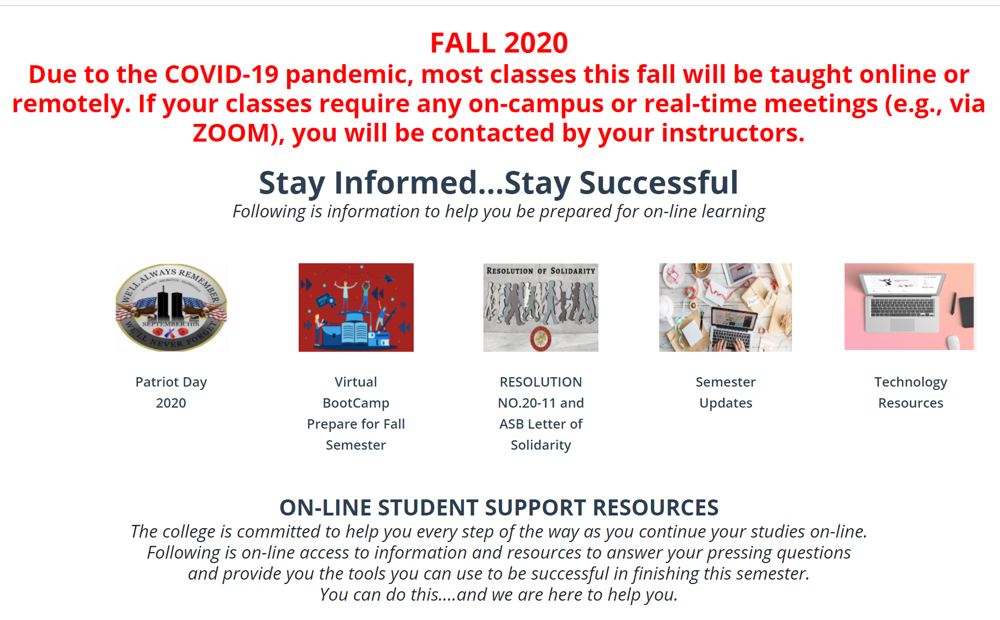 FALL 2020
Due to the COVID-19 pandemic, most classes this fall will be taught online or
remotely. If your classes require any on-campus or real-time meetings (e.g., via
ZOOM), you will be contacted by your instructors.
Stay Informed...Stay Successful
Following is information to help you be prepared for on-line learning
WE'LL ALWAYS REMEMBER
NEW YORK - ARLINGTON - SHANKSVILLE
SEPTEMBER 11th
WE'LL NEVER FORGET
RESOLUTION OF SOLIDARITY
Patriot Day
2020
Virtual
BootCamp
Prepare for Fall
Semester
RESOLUTION
NO.20-11 and
ASB Letter of
Solidarity
Semester
Updates
Technology
Resources
ON-LINE STUDENT SUPPORT RESOURCES
The college is committed to help you every step of the way as you continue your studies on-line.
Following is on-line access to information and resources to answer your pressing questions
and provide you the tools you can use to be successful in finishing this semester.
You can do this....and we are here to help you.